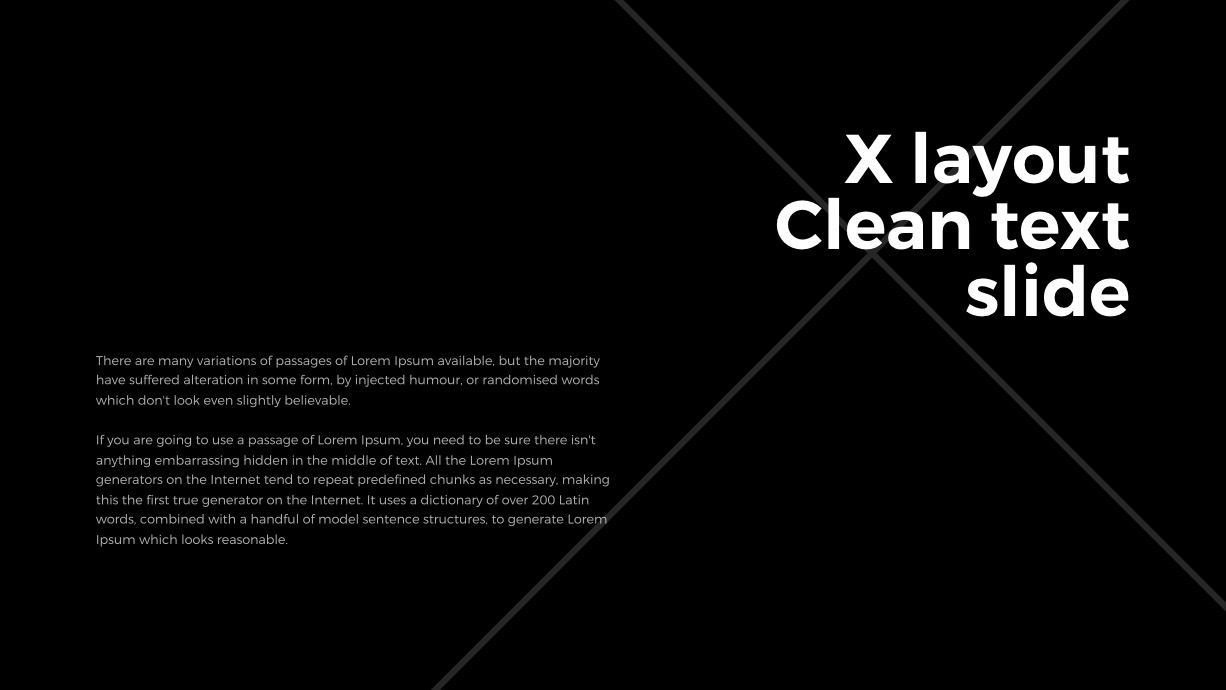 X layout
Clean text
slide
There are many variations of passages of Lorem Ipsum available, but the majority
have suffered alteration in some form, by injected humour, or randomised words
which don't look even slightly believable.
If you are going to use a passage of Lorem Ipsum, you need to be sure there isn't
anything embarrassing hidden in the middle of text. All the Lorem Ipsum
generators on the Internet tend to repeat predefined chunks as necessary, making
this the first true generator on the Internet. It uses a dictionary of over 200 Latin
words, combined with a handful of model sentence structures, to generate Lorem
Ipsum which looks reasonable.